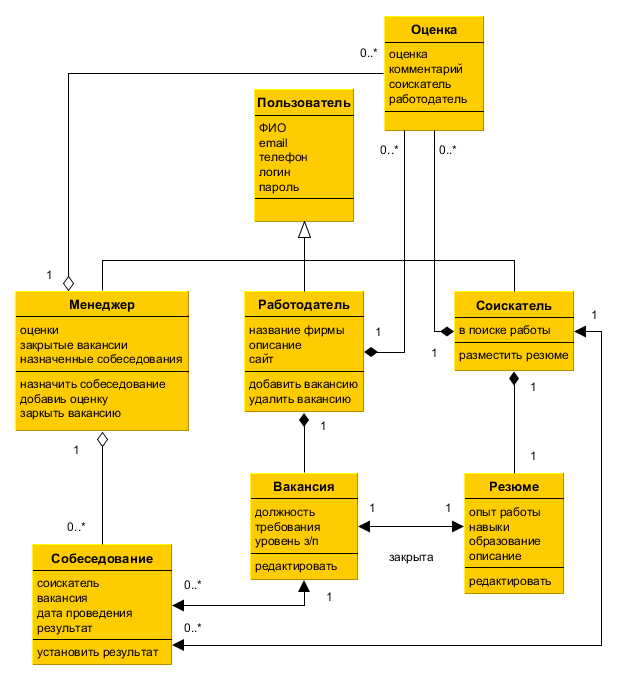 Оценка
оценка
комментарий
соискатель
работодатель
0..*
0..*
0..*
Пользователь
ФИО
email
телефон
логин
пароль
1
Менеджер
оценки
закрытые вакансии
назначенные собеседования
назначить собеседование
добавиь оценку
заркыть вакансию
1
Работодатель
название фирмы
описание
сайт
добавить вакансию
удалить вакансию
1
1
Соискатель
в поиске работы
разместить резюме
1
1
1
1
Вакансия
должность
требования
уровень з/п
редактировать
1
1
1
закрыта
Резюме
опыт работы
навыки
образование
описание
редактировать
0..*
Собеседование
соискатель
вакансия
дата проведения
результат
установить результат
0..*
0..*